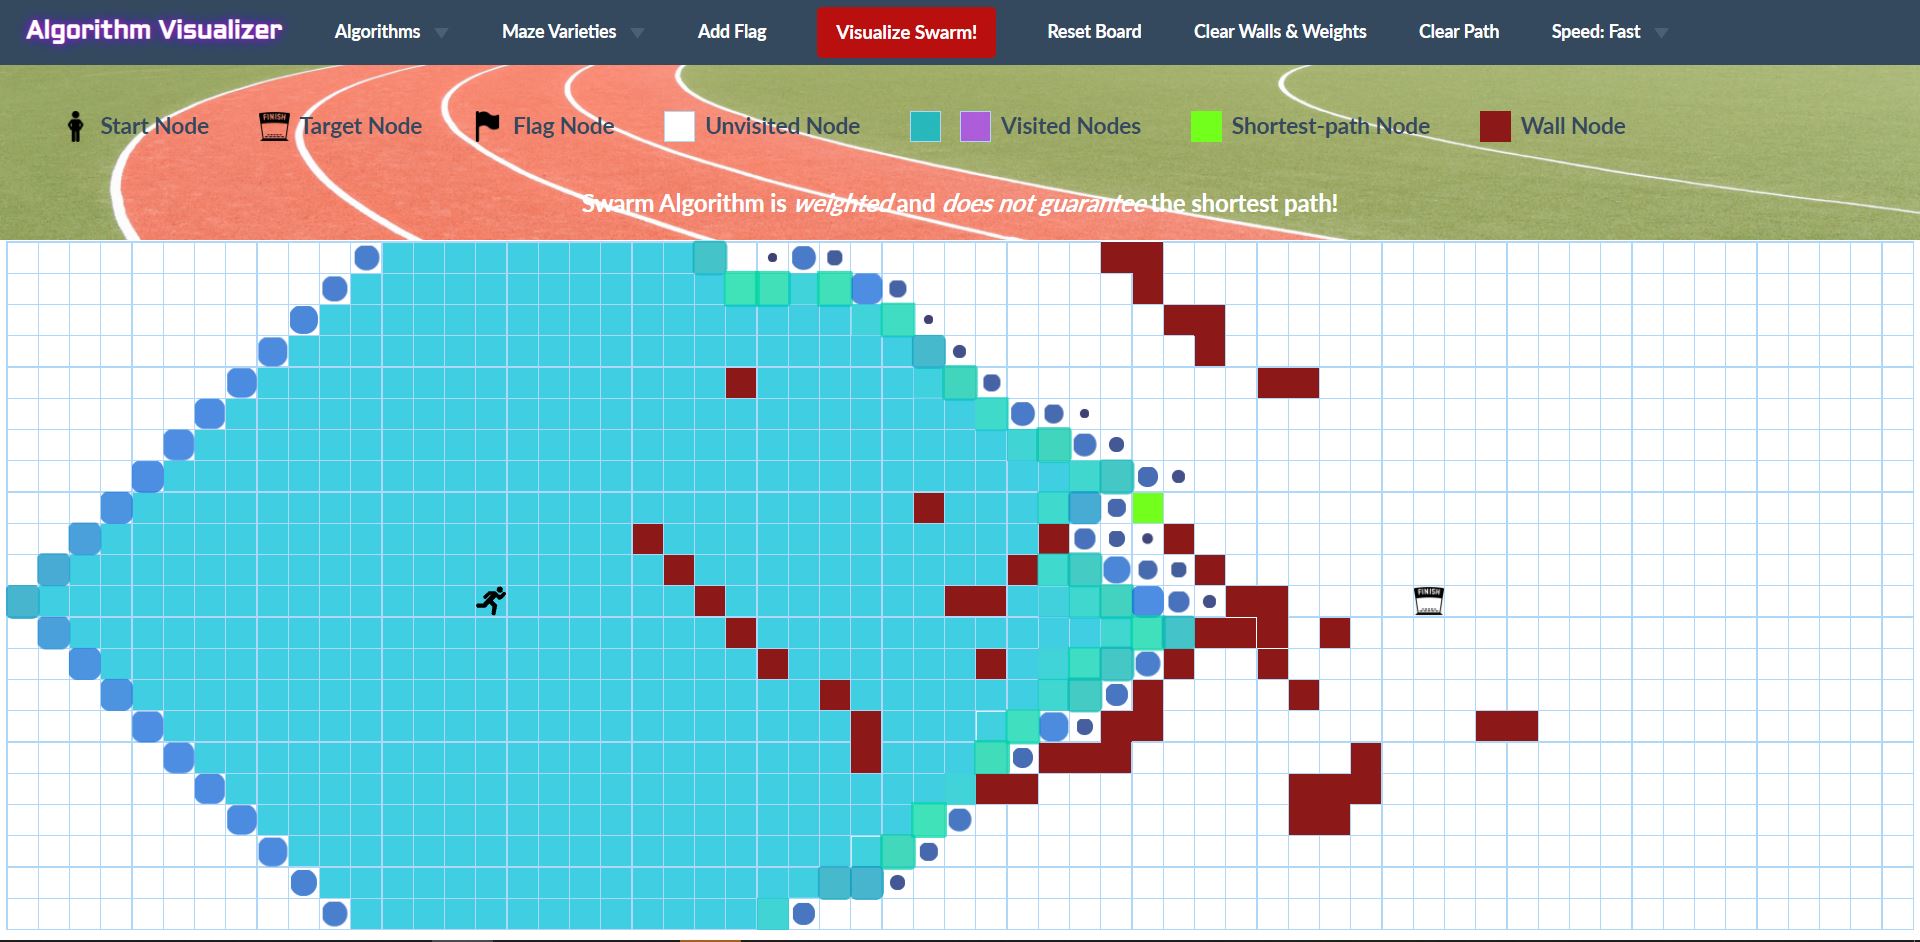 Algorithm Visualizer Algorithms Maze Varieties Add Flag Visualize Swarm! Reset Board Clear Walls & Weights Clear Path Speed: Fast
Start Node FINISH Target Node Flag Node Unvisited Node Visited Nodes Shortest-path Node Wall Node
Swarm Algorithm is weighted and does not guarantee the shortest path!
FINISH